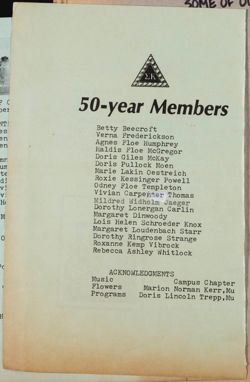 SOME OF
ΣΚ
50-year Members
Betty Beecroft
Verna Frederickson
Agnes Floe Humphrey
Haldis Floe McGregor
Doris Giles McKay
Doris Pullock Noen
Marie Lakin Oestreich
Roxie Kessinger Powell
Odney Floe Templeton
Vivian Carpenter Thomas
Mildred Widholm Jaeger
Dorothy Lonergan Carlin
Margaret Dinwoody
Lois Helen Schroeder Knox
Margaret Loudenbach Starr
Dorothy Ringrose Strange
Roxanne Kemp Vibrock
Rebecca Ashley Whitlock
ACKNOWLEDGMENTS
Music Campus Chapter
Flowers Marion Norman Kerr,Mu
Programs Doris Lincoln Trepp,Mu